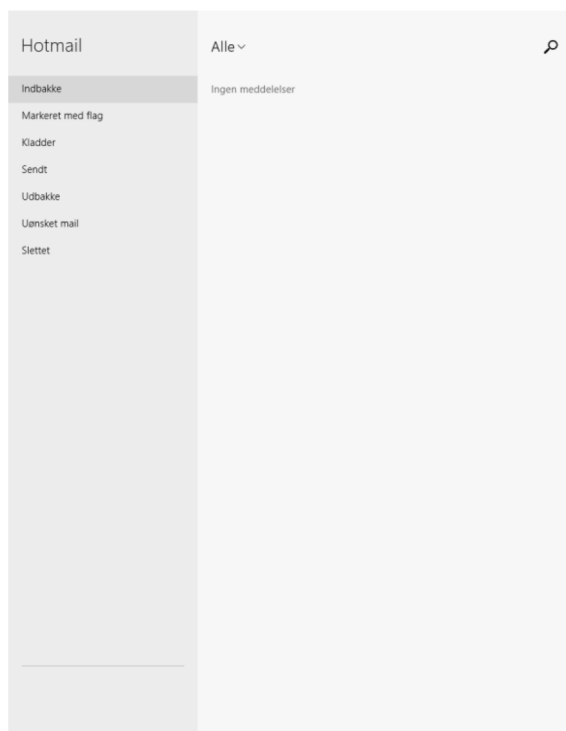 Hotmail
Indbakke
Markeret med flag
Kladder
Sendt
Udbakke
Uønsket mail
Slettet
Alle
Ingen meddelelser